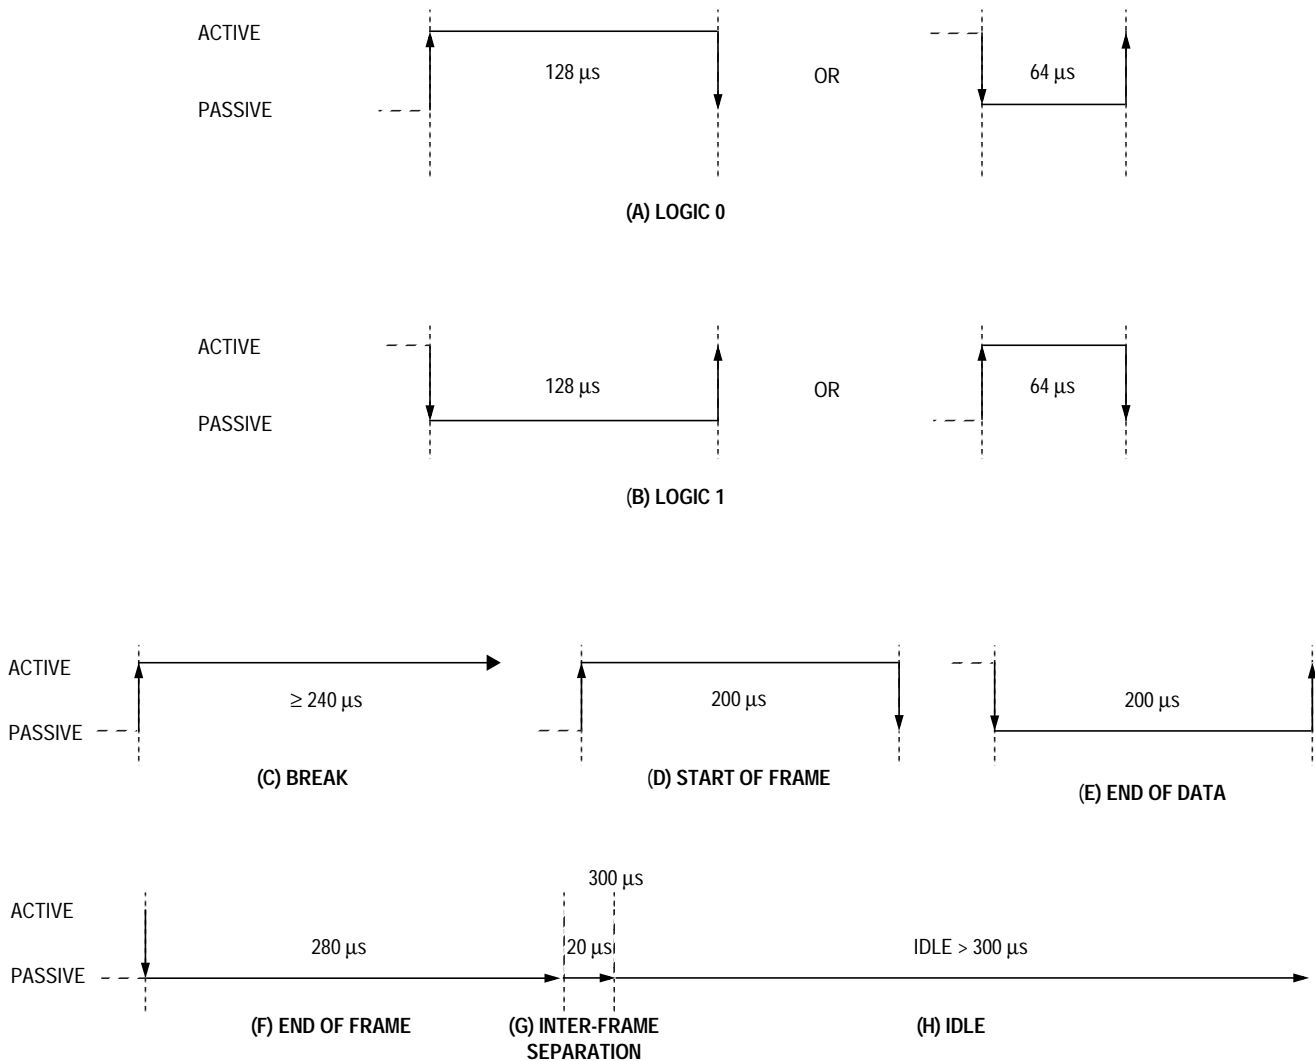 ACTIVE
128 µs
OR
64 µs
PASSIVE
(A) LOGIC 0
ACTIVE
128 µs
OR
64 µs
PASSIVE
(B) LOGIC 1
ACTIVE
≥ 240 µs
200 µs
200 µs
PASSIVE
(C) BREAK
(D) START OF FRAME
(E) END OF DATA
300 µs
ACTIVE
280 µs
20 µs
IDLE > 300 µs
PASSIVE
(F) END OF FRAME
(G) INTER-FRAME
SEPARATION
(H) IDLE